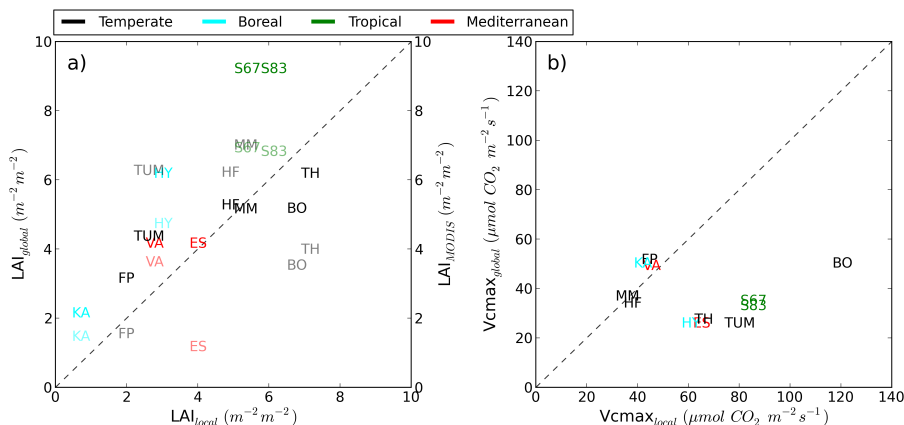 Temperate Boreal Tropical Mediterranean
a)
10 10
8 8
6 6
4 4
2 2
0 0
0 2 4 6 8 10
LAI_global (m^-2 m^-2)
LAI_MODIS (m^-2 m^-2)
LAI_local (m^-2 m^-2)
S67 S83
MM
S67 S83
TUM HY HF TH
HF
MM BO
HY
TUM
VA ES
TH
VA
BO
FP
KA
KA FP
ES
b)
140
120
100
80
60
40
20
0
0 20 40 60 80 100 120 140
Vcmax_global (μmol CO_2 m^-2 s^-1)
Vcmax_local (μmol CO_2 m^-2 s^-1)
FP
KA VA BO
MM
HF
S67
S83
TH
HY ES TUM